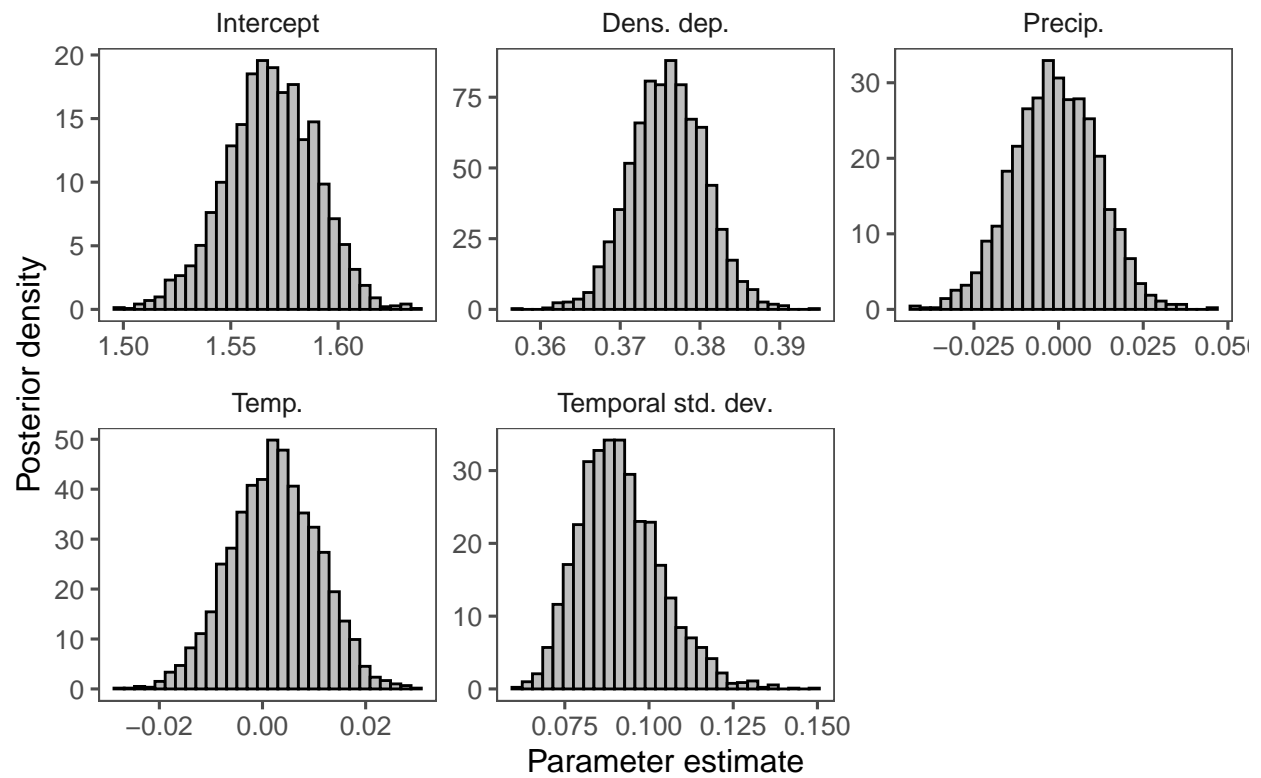 Intercept
Dens. dep.
Precip.
20
15
10
5
0
75
50
25
0
30
20
10
0
1.50 1.55 1.60
0.36 0.37 0.38 0.39
−0.025 0.000 0.025
Temp.
Temporal std. dev.
50
40
30
20
10
0
30
20
10
0
−0.02 0.00 0.02
0.075 0.100 0.125 0.150
Posterior density
Parameter estimate